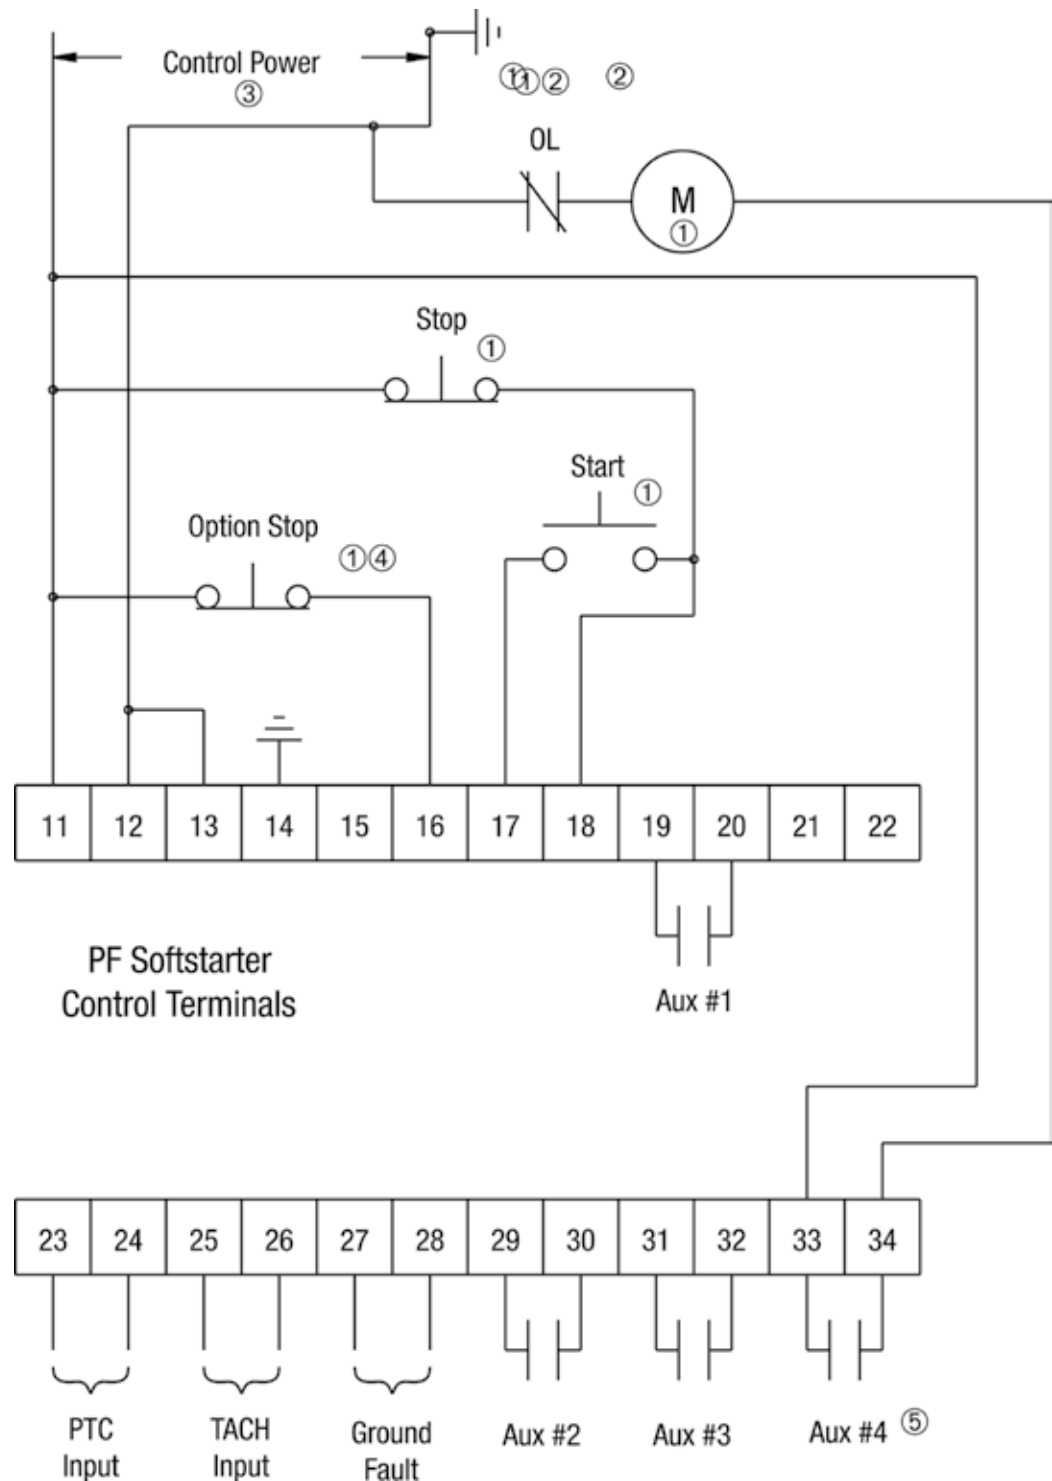 Control Power
③
①① ② ②
OL
M
①
Stop ①
Start ①
Option Stop ①④
11 12 13 14 15 16 17 18 19 20 21 22
PF Softstarter
Control Terminals
Aux #1
23 24 25 26 27 28 29 30 31 32 33 34
PTC
Input
TACH
Input
Ground
Fault
Aux #2
Aux #3
Aux #4 ⑤